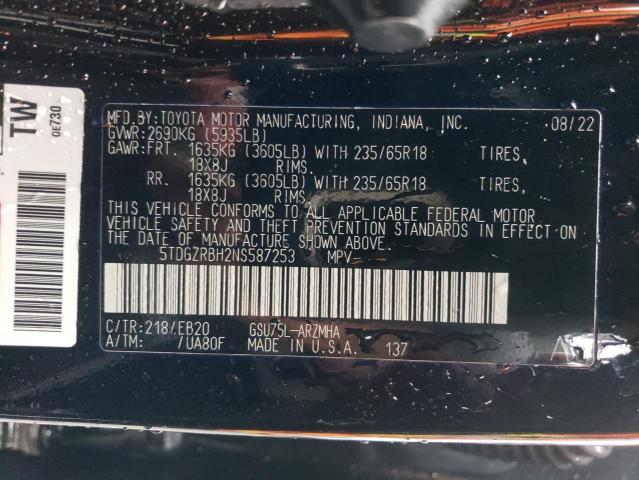 TW
0E730
MFD.BY:TOYOTA MOTOR MANUFACTURING, INDIANA, INC. 08/22
GVWR:2690KG (5935LB)
GAWR:FRT 1635KG (3605LB) WITH 235/65R18 TIRES,
18X8J RIMS,
RR. 1635KG (3605LB) WITH 235/65R18 TIRES,
18X8J RIMS
THIS VEHICLE CONFORMS TO ALL APPLICABLE FEDERAL MOTOR
VEHICLE SAFETY AND THEFT PREVENTION STANDARDS IN EFFECT ON
THE DATE OF MANUFACTURE SHOWN ABOVE.
5TDGZRBH2NS587253 MPV
C/TR:218/EB20 GSU75L-ARZMHA
A/TM: /UA80F MADE IN U.S.A. 137 A